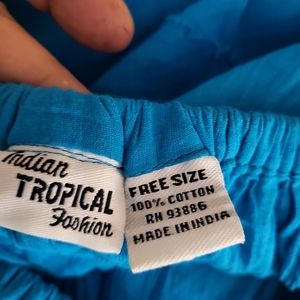 Indian
TROPICAL
Fashion
FREE SIZE
100% COTTON
RN 93886
MADE IN INDIA